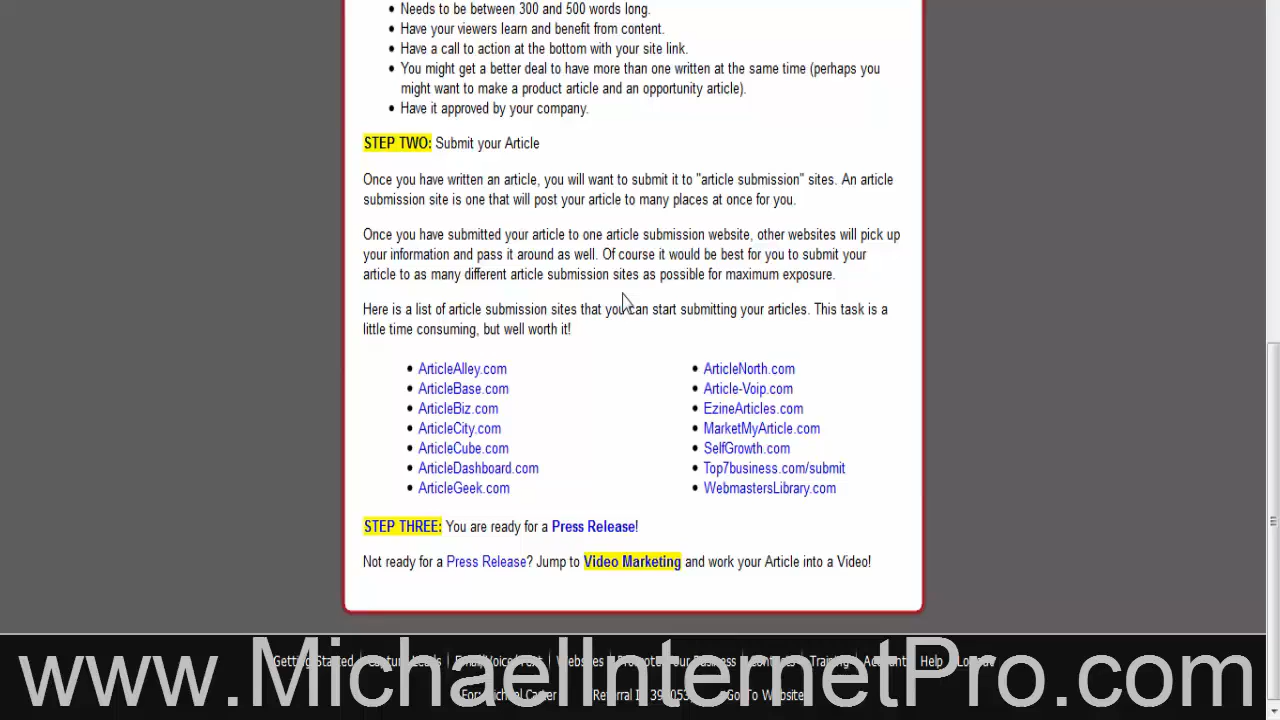 Needs to be between 300 and 500 words long.
Have your viewers learn and benefit from content.
Have a call to action at the bottom with your site link.
You might get a better deal to have more than one written at the same time (perhaps you
might want to make a product article and an opportunity article).
Have it approved by your company.
STEP TWO: Submit your Article
Once you have written an article, you will want to submit it to "article submission" sites. An article
submission site is one that will post your article to many places at once for you.
Once you have submitted your article to one article submission website, other websites will pick up
your information and pass it around as well. Of course it would be best for you to submit your
article to as many different article submission sites as possible for maximum exposure.
Here is a list of article submission sites that you can start submitting your articles. This task is a
little time consuming, but well worth it!
ArticleAlley.com
ArticleBase.com
ArticleBiz.com
ArticleCity.com
ArticleCube.com
ArticleDashboard.com
ArticleGeek.com
ArticleNorth.com
Article-Voip.com
EzineArticles.com
MarketMyArticle.com
SelfGrowth.com
Top7business.com/submit
WebmastersLibrary.com
STEP THREE: You are ready for a Press Release!
Not ready for a Press Release? Jump to Video Marketing and work your Article into a Video!
Getting Started Websites Training Help
www.MichaelInternetPro.com
Go To Website